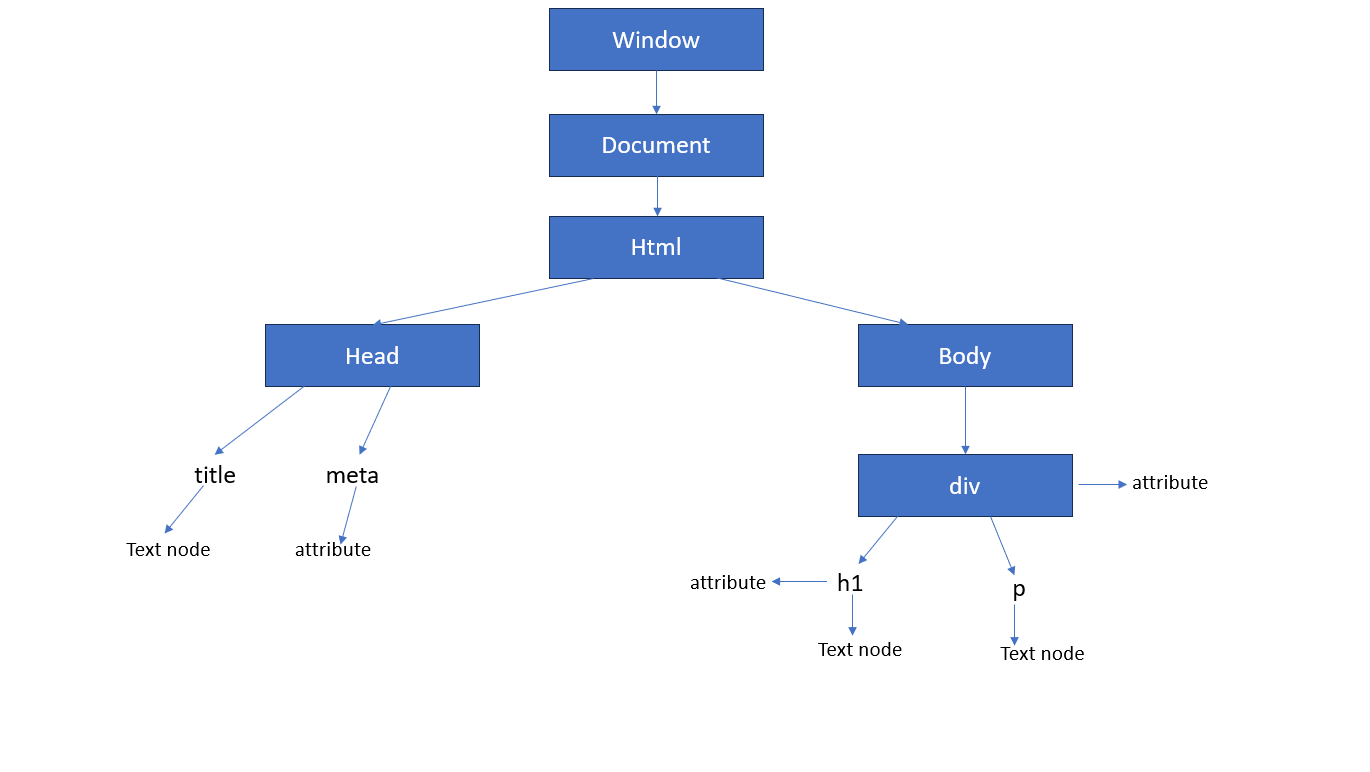 Window
Document
Html
Head
Body
title
meta
div
attribute
Text node
attribute
attribute
h1
p
Text node
Text node